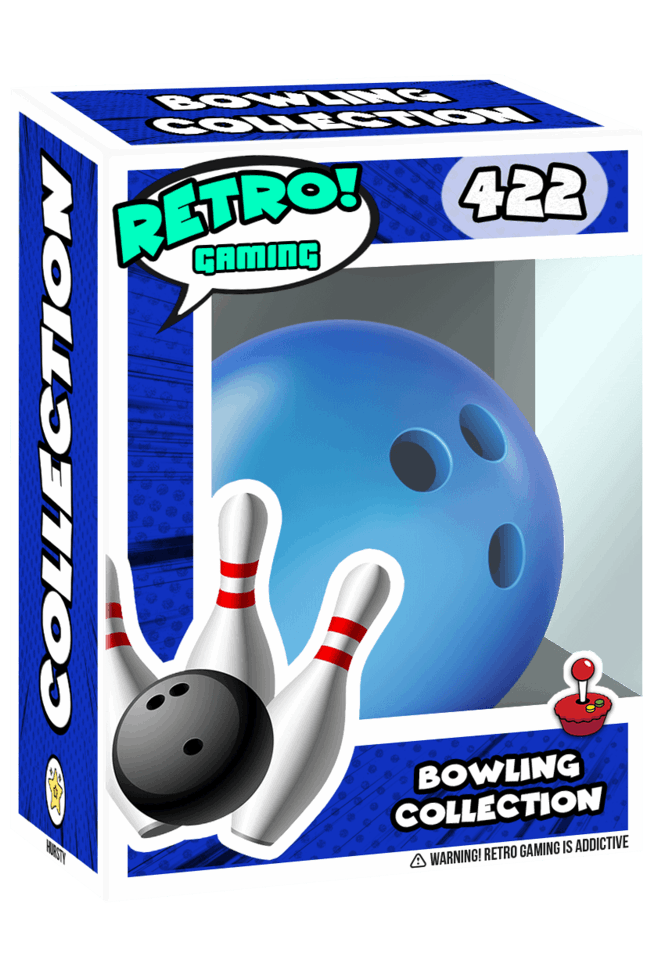 BOWLING
COLLECTION
COLLECTION
RETRO!
GAMING
422
BOWLING
COLLECTION
WARNING! RETRO GAMING IS ADDICTIVE
HURSTY